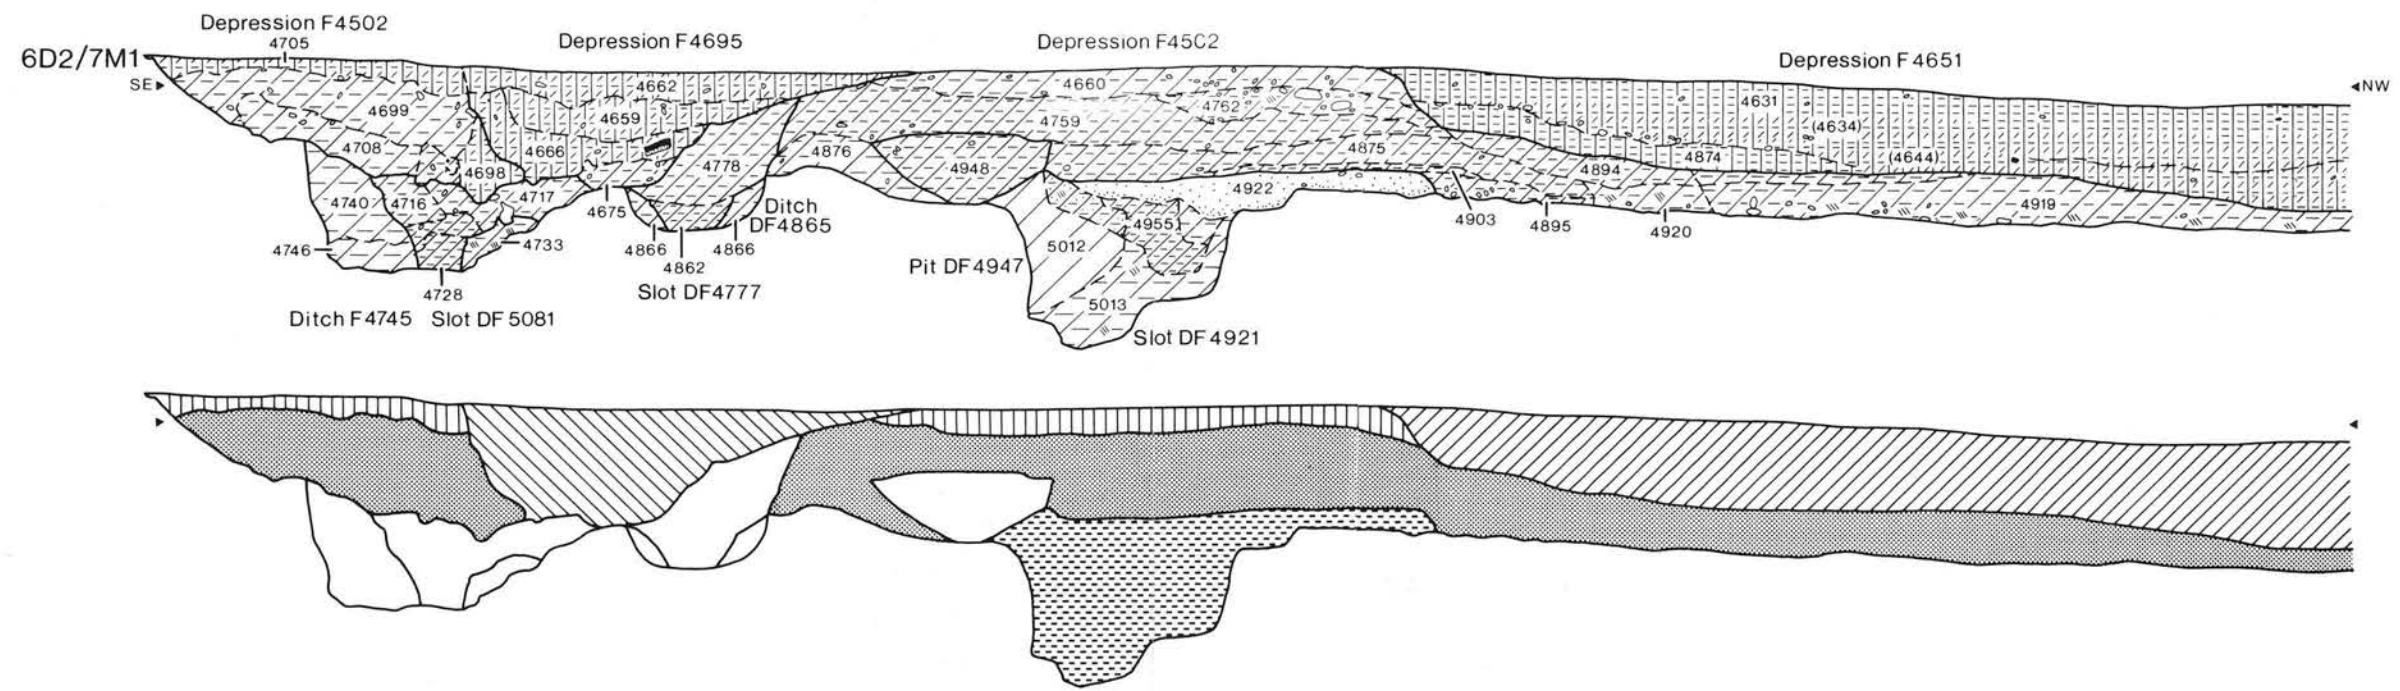 Depression F4502
4705
Depression F4695
Depression F45C2
Depression F4651
6D2/7M1
SE
NW
4662
4660
4631
4699
4659
4762
4759
(4634)
4708
4666
4778
4876
4875
4874
(4644)
4698
4948
4894
4740
4716
4717
4675
Ditch
DF4865
4922
4903
4895
4920
4919
4746
4733
4866
4862
4866
4955
5012
Pit DF4947
4728
Slot DF4777
5013
Ditch F4745
Slot DF 5081
Slot DF 4921